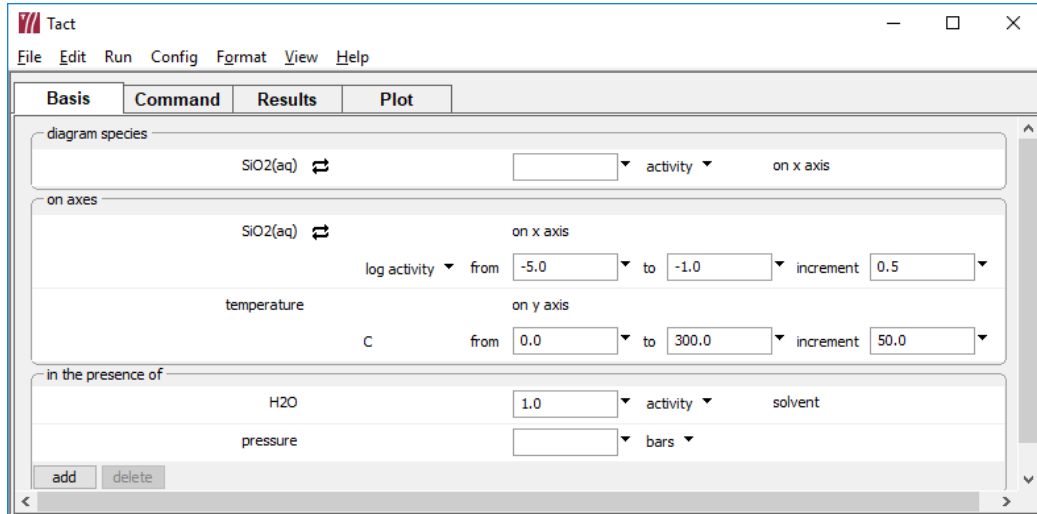 Tact
File Edit Run Config Format View Help
Basis Command Results Plot
diagram species
SiO2(aq) activity on x axis
on axes
SiO2(aq) on x axis
log activity from -5.0 to -1.0 increment 0.5
temperature on y axis
C from 0.0 to 300.0 increment 50.0
in the presence of
H2O 1.0 activity solvent
pressure bars
add delete